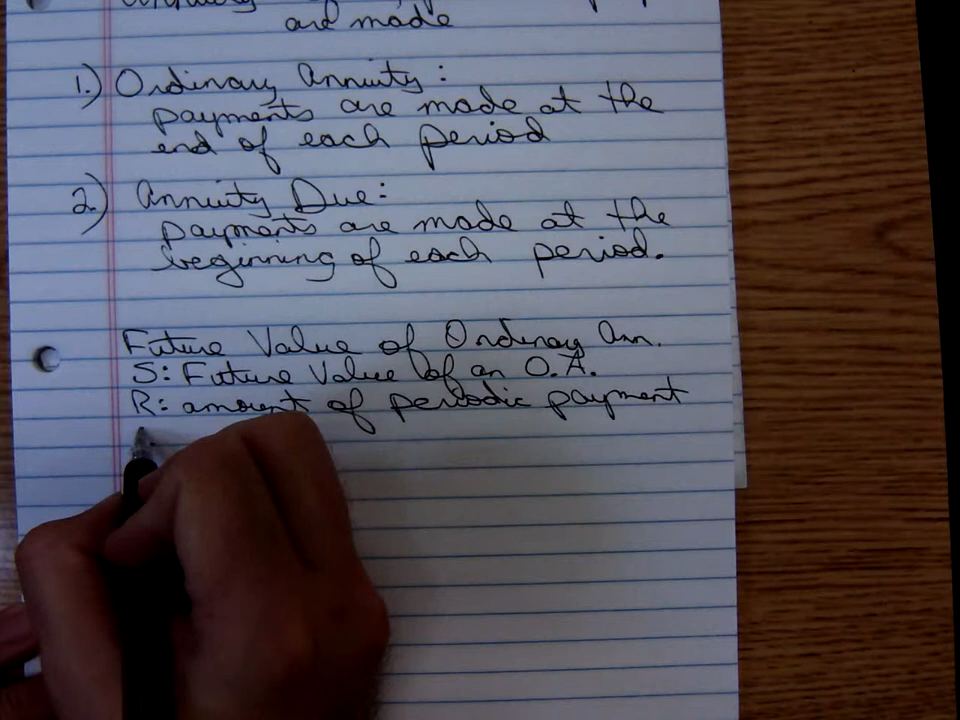 are made
1.) Ordinary Annuity:
payments are made at the
end of each period
2.) Annuity Due:
payments are made at the
beginning of each period.
Future Value of Ordinary Ann.
S: Future Value of an O.A.
R: amount of periodic payment